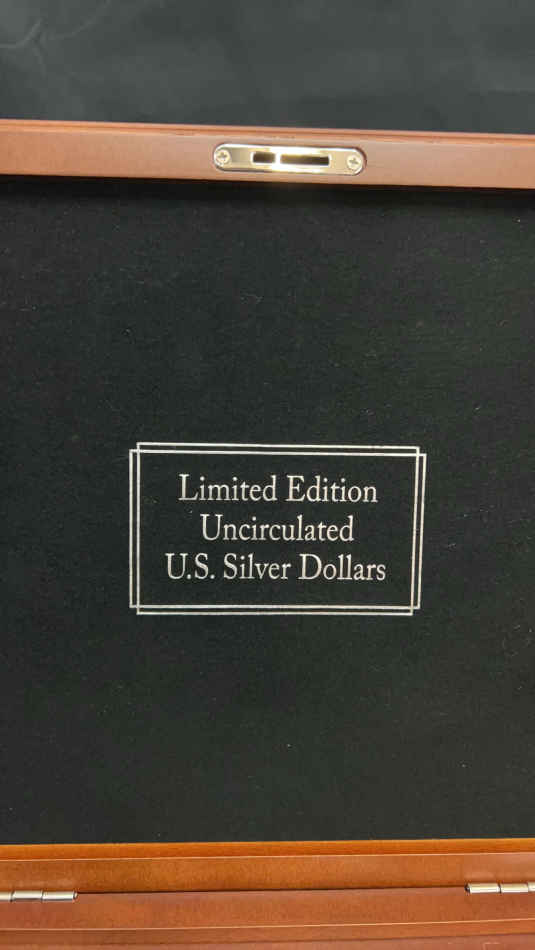 Limited Edition
Uncirculated
U.S. Silver Dollars